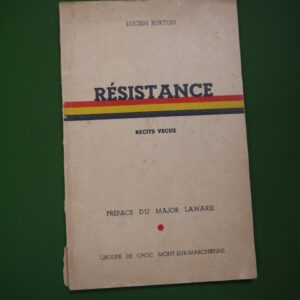 LUCIEN BURTON
RÉSISTANCE
RECITS VECUS
PRÉFACE DU MAJOR LAWARIE
GROUPE DE CHOC MONT-SUR-MARCHIENNE